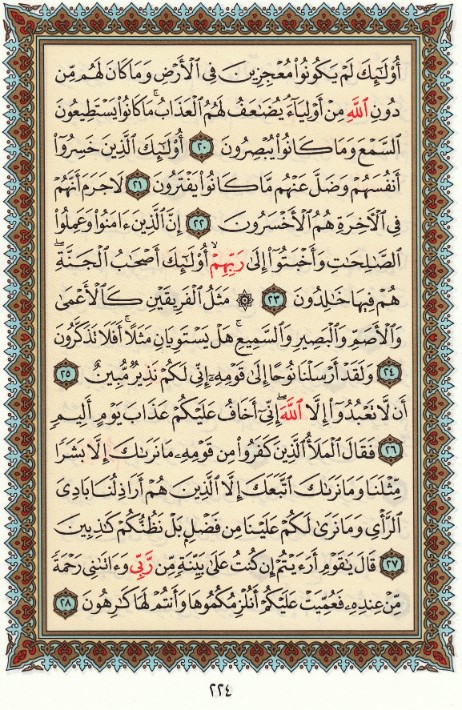 أُوْلَـٰٓئِكَ لَمْ يَكُونُواْ مُعْجِزِينَ فِى ٱلْأَرْضِ وَمَا كَانَ لَهُم مِّن
دُونِ ٱللَّهِ مِنْ أَوْلِيَآءَ ۘ يُضَـٰعَفُ لَهُمُ ٱلْعَذَابُ ۚ مَا كَانُواْ يَسْتَطِيعُونَ
ٱلسَّمْعَ وَمَا كَانُواْ يُبْصِرُونَ ٢٠ أُوْلَـٰٓئِكَ ٱلَّذِينَ خَسِرُوٓاْ
أَنفُسَهُمْ وَضَلَّ عَنْهُم مَّا كَانُواْ يَفْتَرُونَ ٢١ لَا جَرَمَ أَنَّهُمْ
فِى ٱلْـَٔاخِرَةِ هُمُ ٱلْأَخْسَرُونَ ٢٢ إِنَّ ٱلَّذِينَ ءَامَنُواْ وَعَمِلُواْ
ٱلصَّـٰلِحَـٰتِ وَأَخْبَتُوٓاْ إِلَىٰ رَبِّهِمْ أُوْلَـٰٓئِكَ أَصْحَـٰبُ ٱلْجَنَّةِ ۖ
هُمْ فِيهَا خَـٰلِدُونَ ٢٣ ۞ مَثَلُ ٱلْفَرِيقَيْنِ كَٱلْأَعْمَىٰ
وَٱلْأَصَمِّ وَٱلْبَصِيرِ وَٱلسَّمِيعِ ۚ هَلْ يَسْتَوِيَانِ مَثَلًا ۚ أَفَلَا تَذَكَّرُونَ
٢٤ وَلَقَدْ أَرْسَلْنَا نُوحًا إِلَىٰ قَوْمِهِۦٓ إِنِّى لَكُمْ نَذِيرٌ مُّبِينٌ ٢٥
أَن لَّا تَعْبُدُوٓاْ إِلَّا ٱللَّهَ ۖ إِنِّىٓ أَخَافُ عَلَيْكُمْ عَذَابَ يَوْمٍ أَلِيمٍ
٢٦ فَقَالَ ٱلْمَلَأُ ٱلَّذِينَ كَفَرُواْ مِن قَوْمِهِۦ مَا نَرَىٰكَ إِلَّا بَشَرًا
مِّثْلَنَا وَمَا نَرَىٰكَ ٱتَّبَعَكَ إِلَّا ٱلَّذِينَ هُمْ أَرَاذِلُنَا بَادِىَ
ٱلرَّأْىِ وَمَا نَرَىٰ لَكُمْ عَلَيْنَا مِن فَضْلٍۭ بَلْ نَظُنُّكُمْ كَـٰذِبِينَ
٢٧ قَالَ يَـٰقَوْمِ أَرَءَيْتُمْ إِن كُنتُ عَلَىٰ بَيِّنَةٍ مِّن رَّبِّى وَءَاتَىٰنِى رَحْمَةً
مِّنْ عِندِهِۦ فَعُمِّيَتْ عَلَيْكُمْ أَنُلْزِمُكُمُوهَا وَأَنتُمْ لَهَا كَـٰرِهُونَ ٢٨
٢٢٤